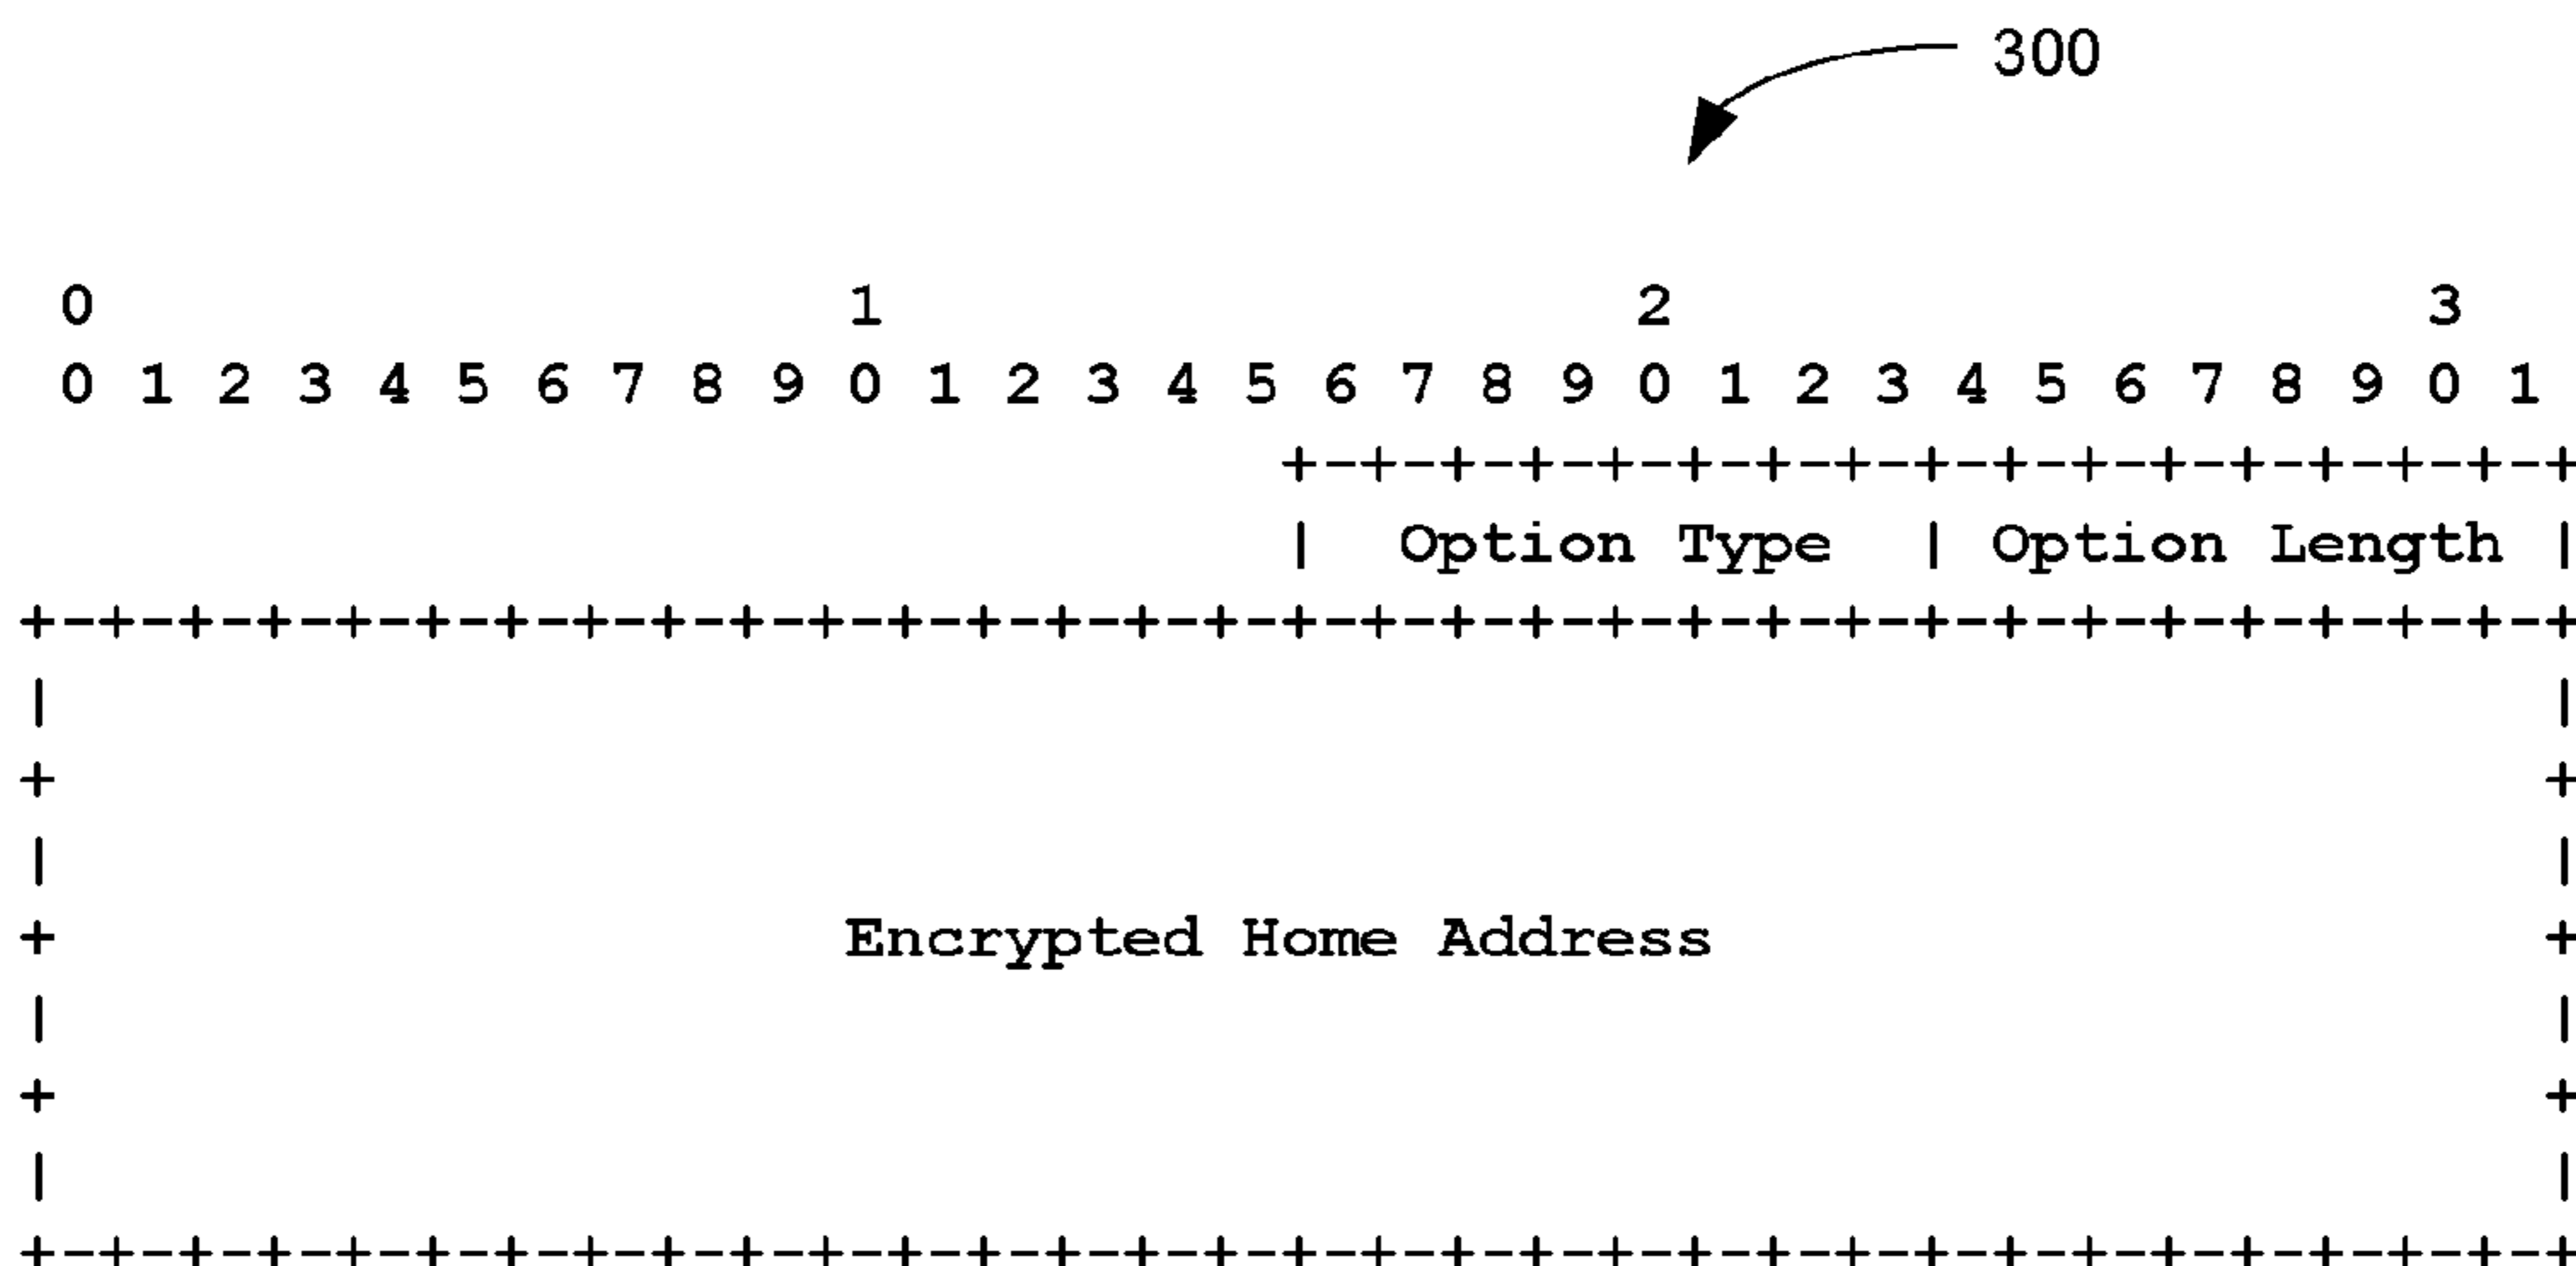 300
0 1 2 3
0 1 2 3 4 5 6 7 8 9 0 1 2 3 4 5 6 7 8 9 0 1 2 3 4 5 6 7 8 9 0 1
+-+-+-+-+-+-+-+-+-+-+-+-+-+-+-+-+
| Option Type | Option Length |
+-+-+-+-+-+-+-+-+-+-+-+-+-+-+-+-+-+-+-+-+-+-+-+-+-+-+-+-+-+-+-+-+
| |
+ +
| |
+ Encrypted Home Address +
| |
+ +
| |
+-+-+-+-+-+-+-+-+-+-+-+-+-+-+-+-+-+-+-+-+-+-+-+-+-+-+-+-+-+-+-+-+